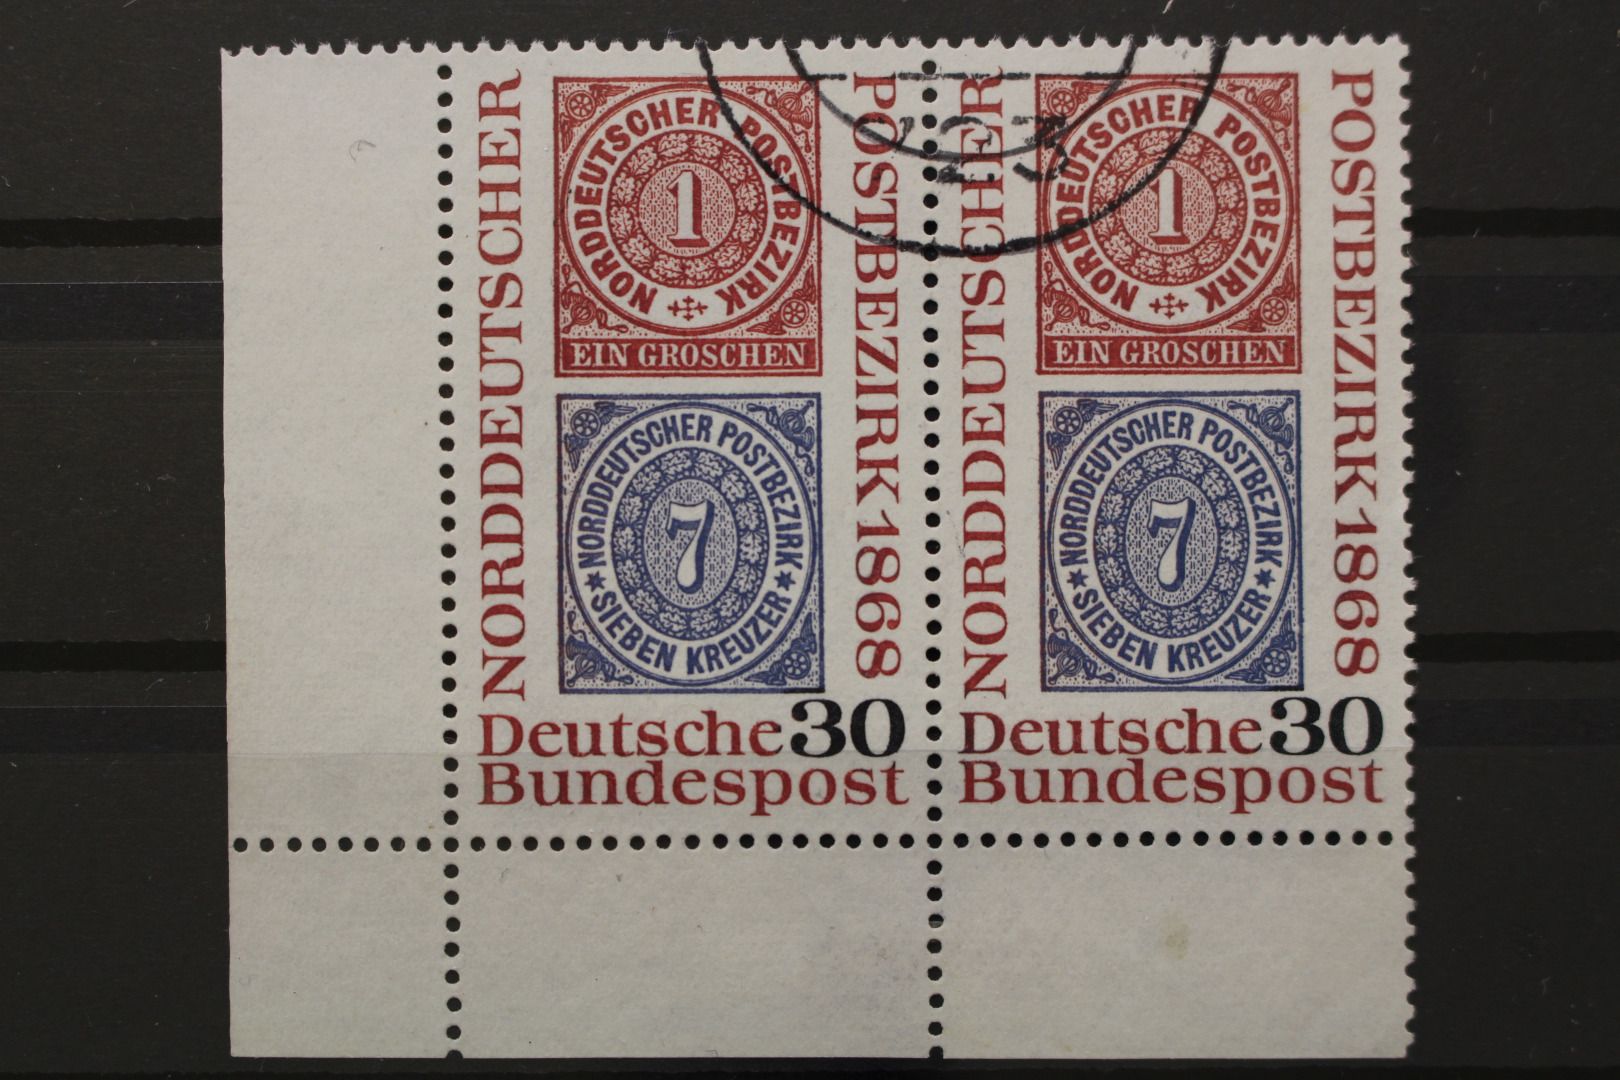 NORDDEUTSCHER
POSTBEZIRK 1868
NORDDEUTSCHER POSTBEZIRK
1
EIN GROSCHEN
NORDDEUTSCHER POSTBEZIRK
7
SIEBEN KREUZER
Deutsche 30
Bundespost
NORDDEUTSCHER
POSTBEZIRK 1868
NORDDEUTSCHER POSTBEZIRK
1
EIN GROSCHEN
NORDDEUTSCHER POSTBEZIRK
7
SIEBEN KREUZER
Deutsche 30
Bundespost